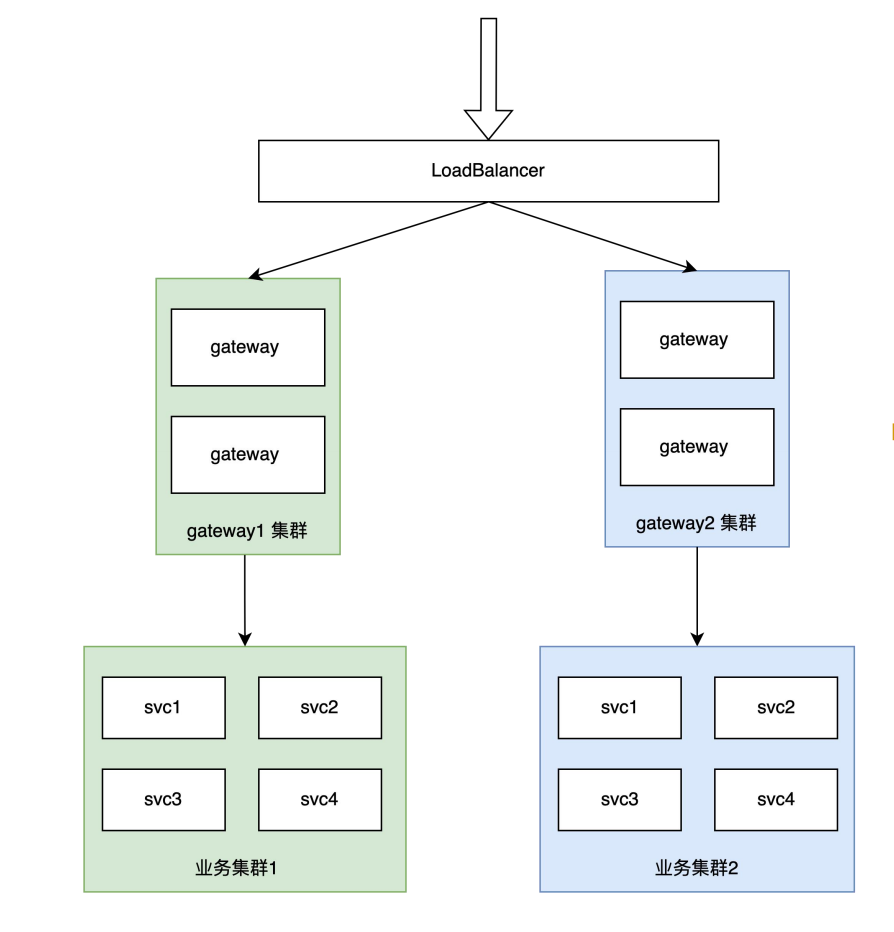 LoadBalancer
gateway
gateway
gateway1 集群
gateway
gateway
gateway2 集群
svc1
svc2
svc3
svc4
业务集群1
svc1
svc2
svc3
svc4
业务集群2